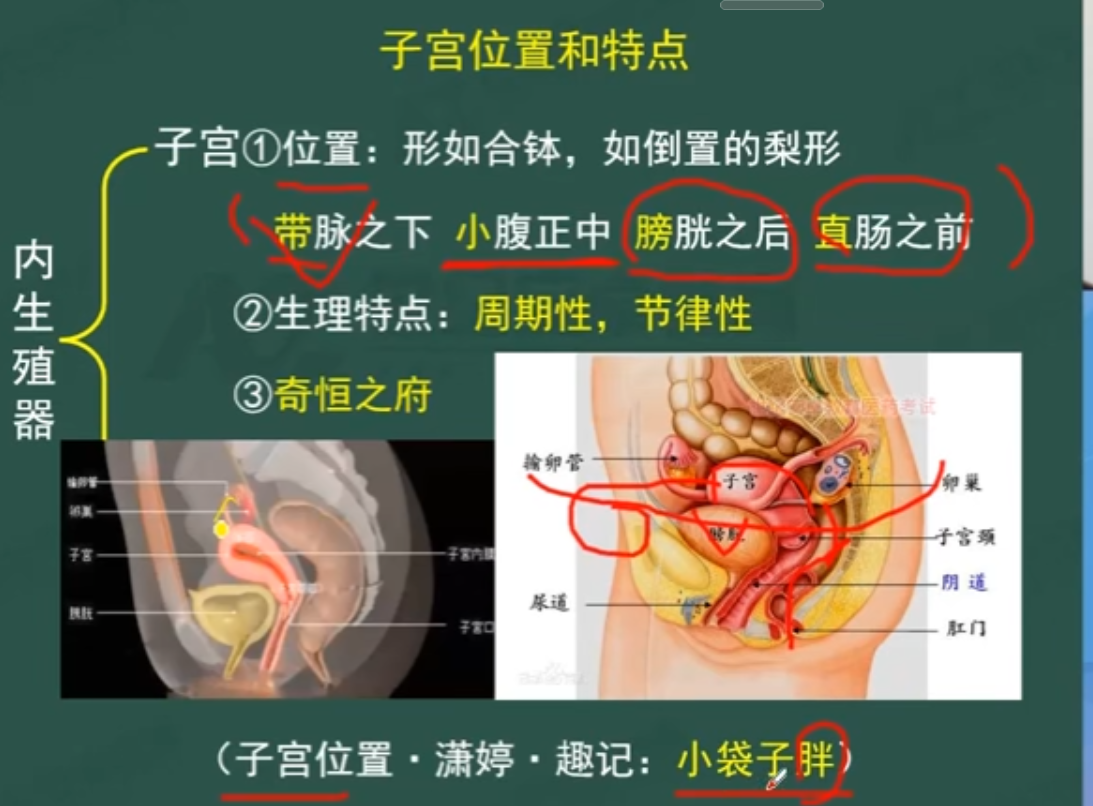 子宫位置和特点
内生殖器
子宫①位置：形如合钵，如倒置的梨形
带脉之下 小腹正中 膀胱之后 直肠之前
②生理特点：周期性，节律性
③奇恒之府
输卵管
卵巢
子宫
膀胱
子宫内膜
子宫口
医药考试
输卵管
子宫
卵巢
膀胱
子宫颈
阴道
尿道
肛门
（子宫位置·潇婷·趣记：小袋子胖）